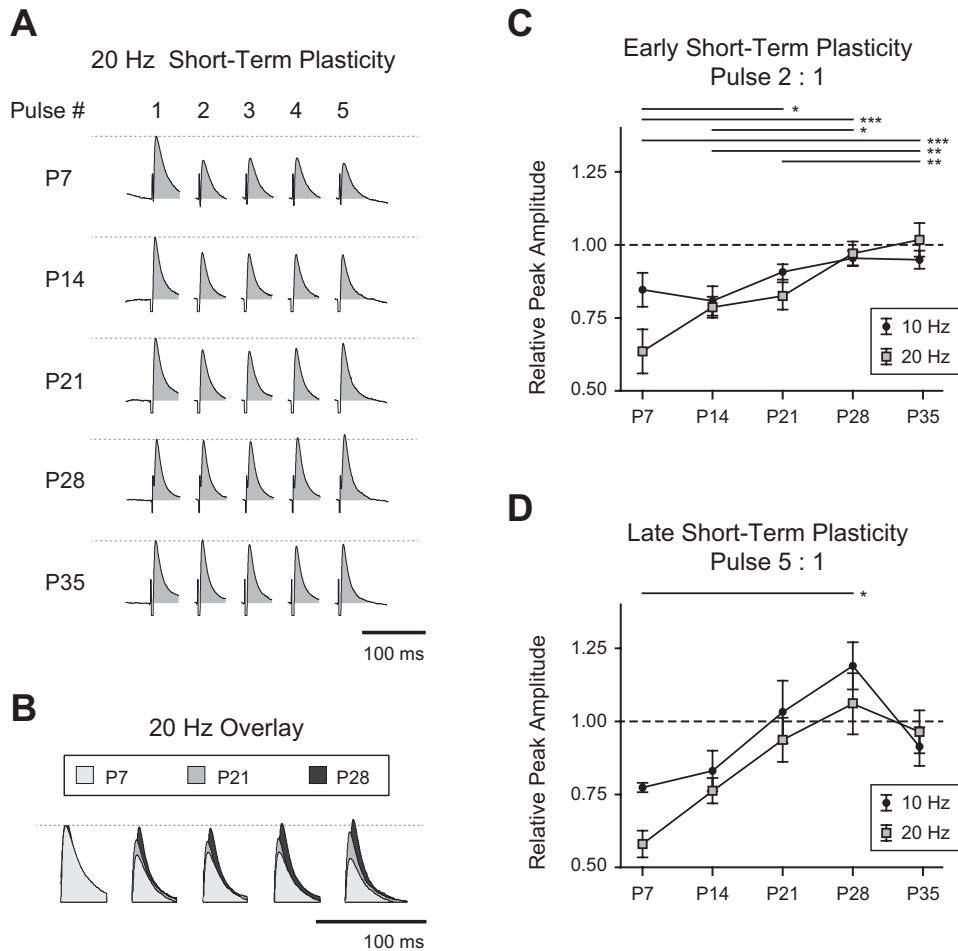 A
20 Hz Short-Term Plasticity
Pulse # 1 2 3 4 5
P7
P14
P21
P28
P35
100 ms
B
20 Hz Overlay
P7 P21 P28
100 ms
C
Early Short-Term Plasticity
Pulse 2 : 1
*
***
*
***
**
**
Relative Peak Amplitude
1.25
1.00
0.75
0.50
10 Hz
20 Hz
P7 P14 P21 P28 P35
D
Late Short-Term Plasticity
Pulse 5 : 1
*
Relative Peak Amplitude
1.25
1.00
0.75
0.50
10 Hz
20 Hz
P7 P14 P21 P28 P35